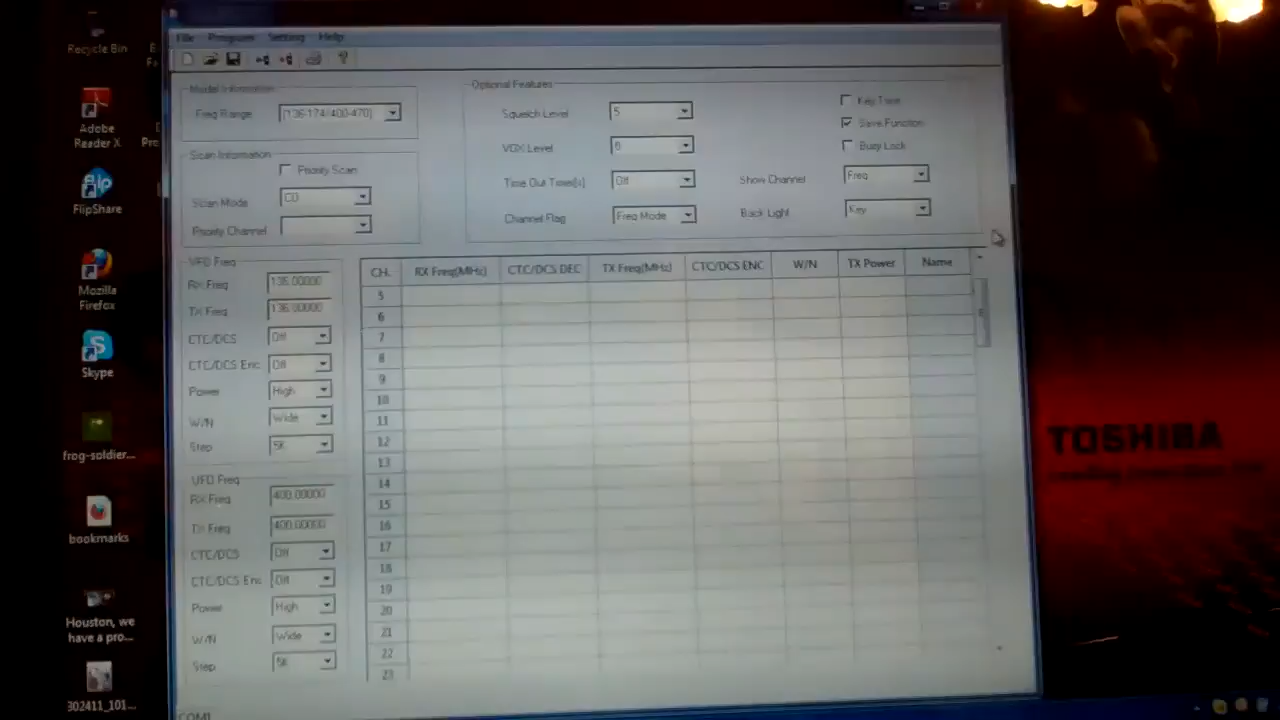 Recycle Bin
Adobe
Reader X
FlipShare
Mozilla
Firefox
Skype
frog-soldier...
bookmarks
Houston, we
have a pro...
302411_101...
File Program Setting Help
Model Information
Freq Range (136-174)(400-470)
Scan Information
Priority Scan
Scan Mode CO
Priority Channel
Optional Features
Squelch Level 5
VOX Level 6
Time Out Timer[s] Off
Channel Flag Freq Mode
Key Tone
Save Function
Busy Lock
Show Channel Freq
Back Light Key
VFO Freq
Rx Freq 136.00000
TX Freq 136.00000
CTC/DCS Off
CTC/DCS Enc Off
Power High
W/N Wide
Step 5K
VFO Freq
RX Freq 400.00000
TX Freq 400.00000
CTC/DCS Off
CTC/DCS Enc Off
Power High
W/N Wide
Step 5K
CH. RX Freq(MHz) CTC/DCS DEC TX Freq(MHz) CTC/DCS ENC W/N TX Power Name
5
6
7
8
9
10
11
12
13
14
15
16
17
18
19
20
21
22
23
COM1
TOSHIBA